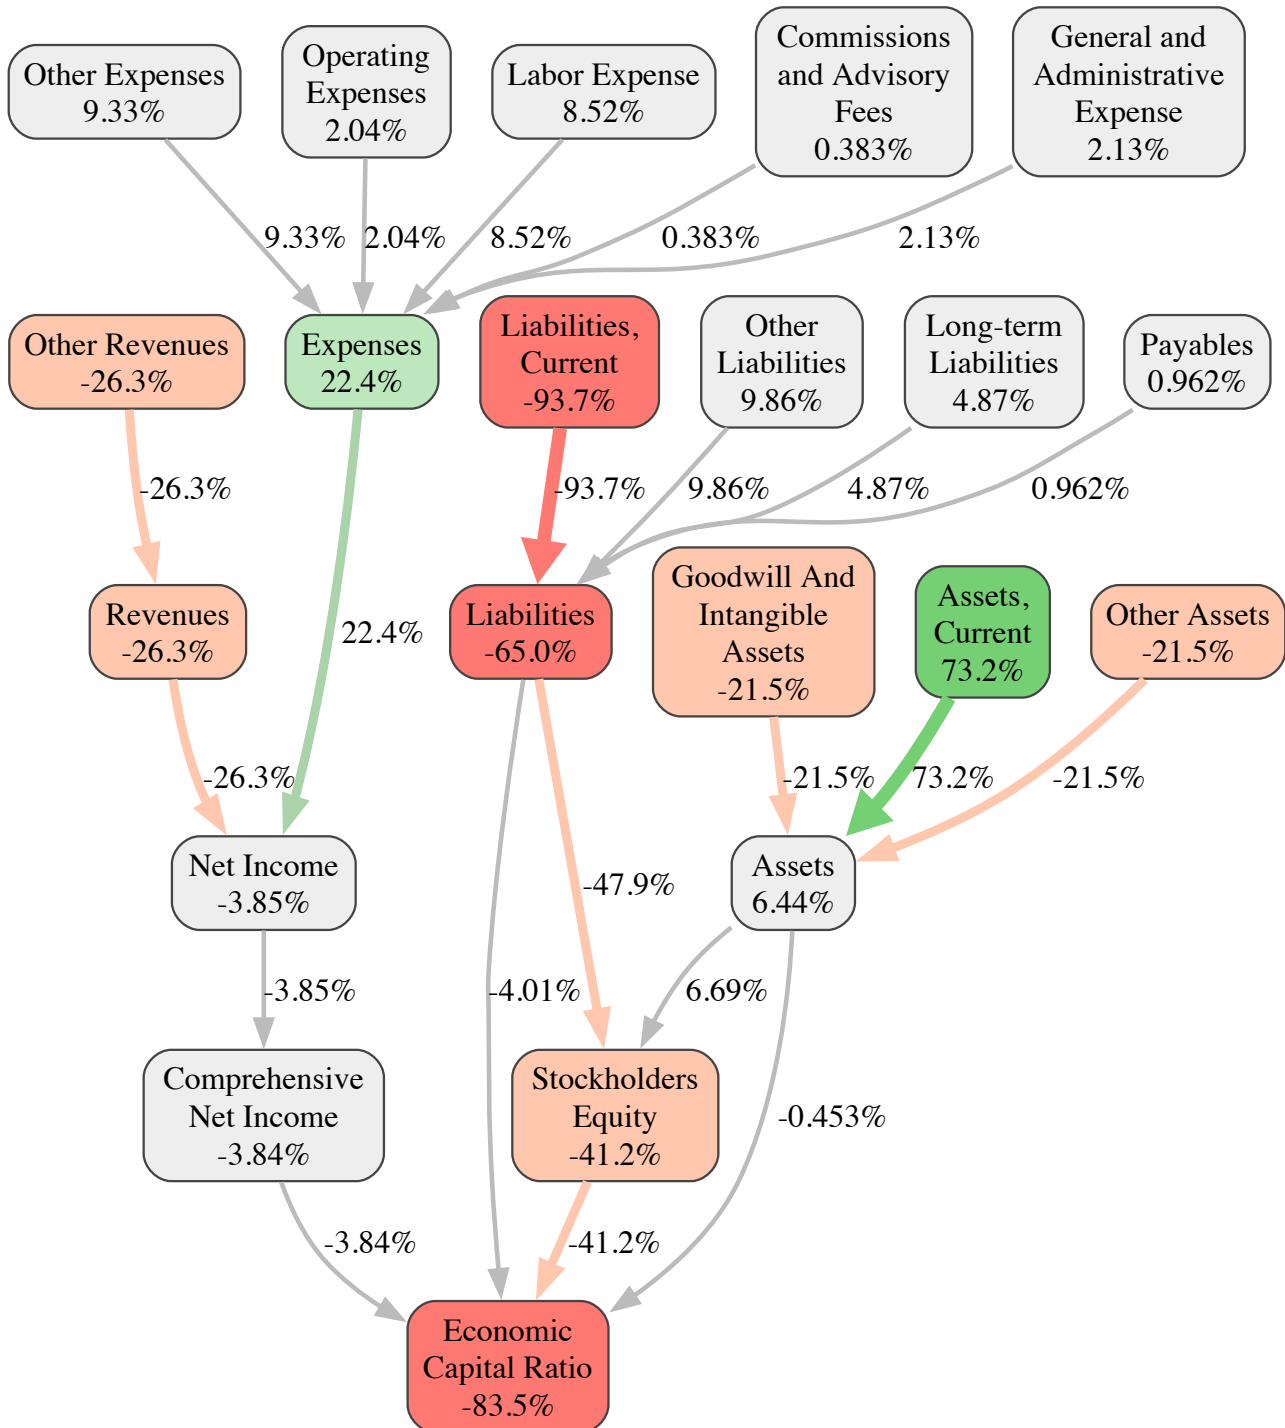 Other Expenses
9.33%
Operating
Expenses
2.04%
Labor Expense
8.52%
Commissions
and Advisory
Fees
0.383%
General and
Administrative
Expense
2.13%
9.33%
2.04%
8.52%
0.383%
2.13%
Other Revenues
-26.3%
Expenses
22.4%
Liabilities,
Current
-93.7%
Other
Liabilities
9.86%
Long-term
Liabilities
4.87%
Payables
0.962%
-26.3%
-93.7%
9.86%
4.87%
0.962%
Revenues
-26.3%
22.4%
Liabilities
-65.0%
Goodwill And
Intangible
Assets
-21.5%
Assets,
Current
73.2%
Other Assets
-21.5%
-26.3%
-21.5%
73.2%
-21.5%
Net Income
-3.85%
-47.9%
Assets
6.44%
-3.85%
-4.01%
6.69%
Comprehensive
Net Income
-3.84%
Stockholders
Equity
-41.2%
-0.453%
-3.84%
-41.2%
Economic
Capital Ratio
-83.5%